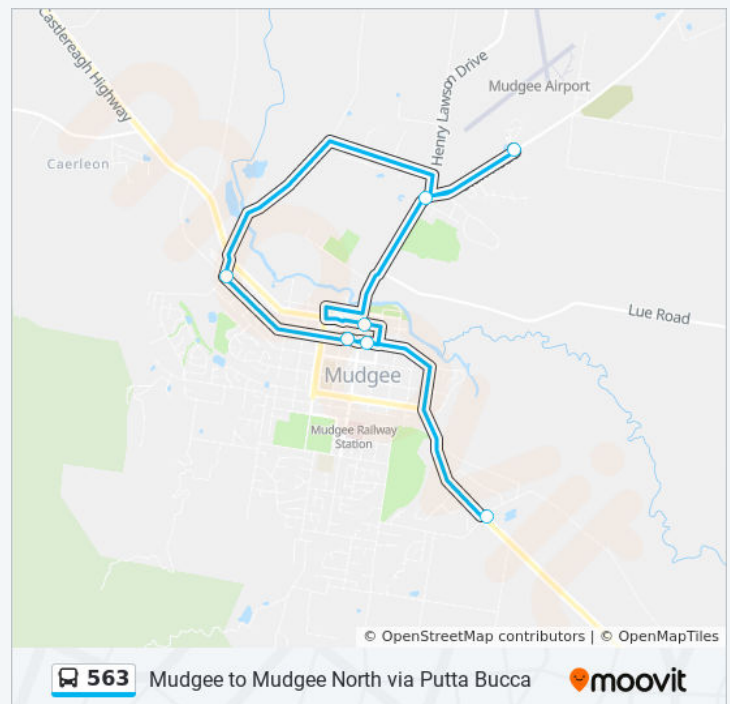 Castlereagh Highway
Henry Lawson Drive
Mudgee Airport
Caerleon
Lue Road
Mudgee
Mudgee Railway
Station
© OpenStreetMap contributors | © OpenMapTiles
563 Mudgee to Mudgee North via Putta Bucca moovit